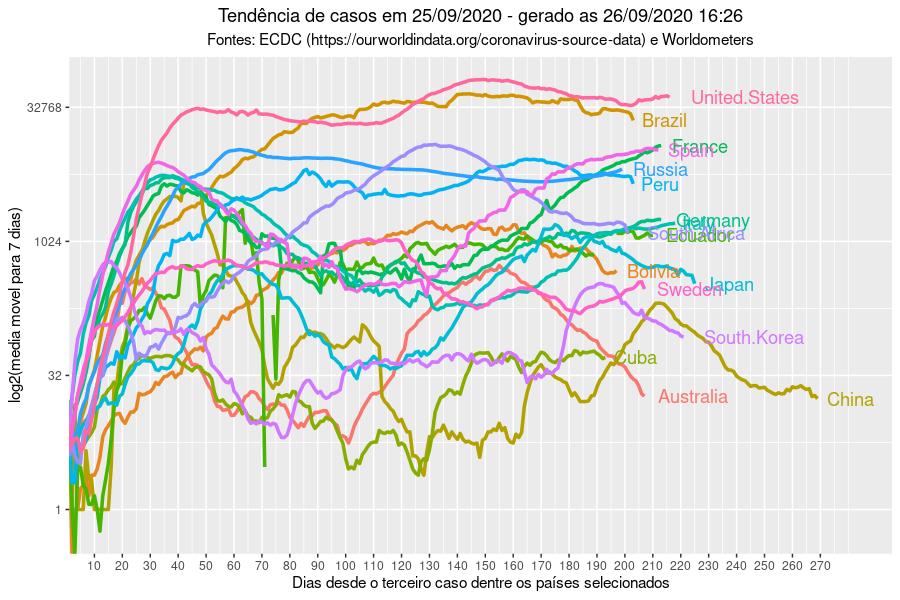 Tendência de casos em 25/09/2020 - gerado as 26/09/2020 16:26
Fontes: ECDC (https://ourworldindata.org/coronavirus-source-data) e Worldometers
log2(media movel para 7 dias)
32768
1024
32
1
United.States
Brazil
France
Spain
Russia
Peru
Germany
Ecuador
Bolivia
Japan
Sweden
South.Korea
Cuba
Australia
China
10 20 30 40 50 60 70 80 90 100 110 120 130 140 150 160 170 180 190 200 210 220 230 240 250 260 270
Dias desde o terceiro caso dentre os países selecionados